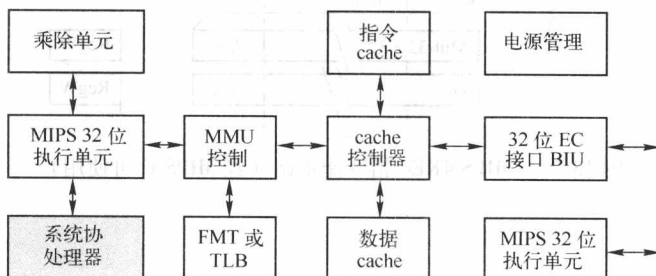 乘除单元
指令
cache
电源管理
MIPS 32 位
执行单元
MMU
控制
cache
控制器
32 位 EC
接口 BIU
系统协
处理器
FMT 或
TLB
数据
cache
MIPS 32 位
执行单元